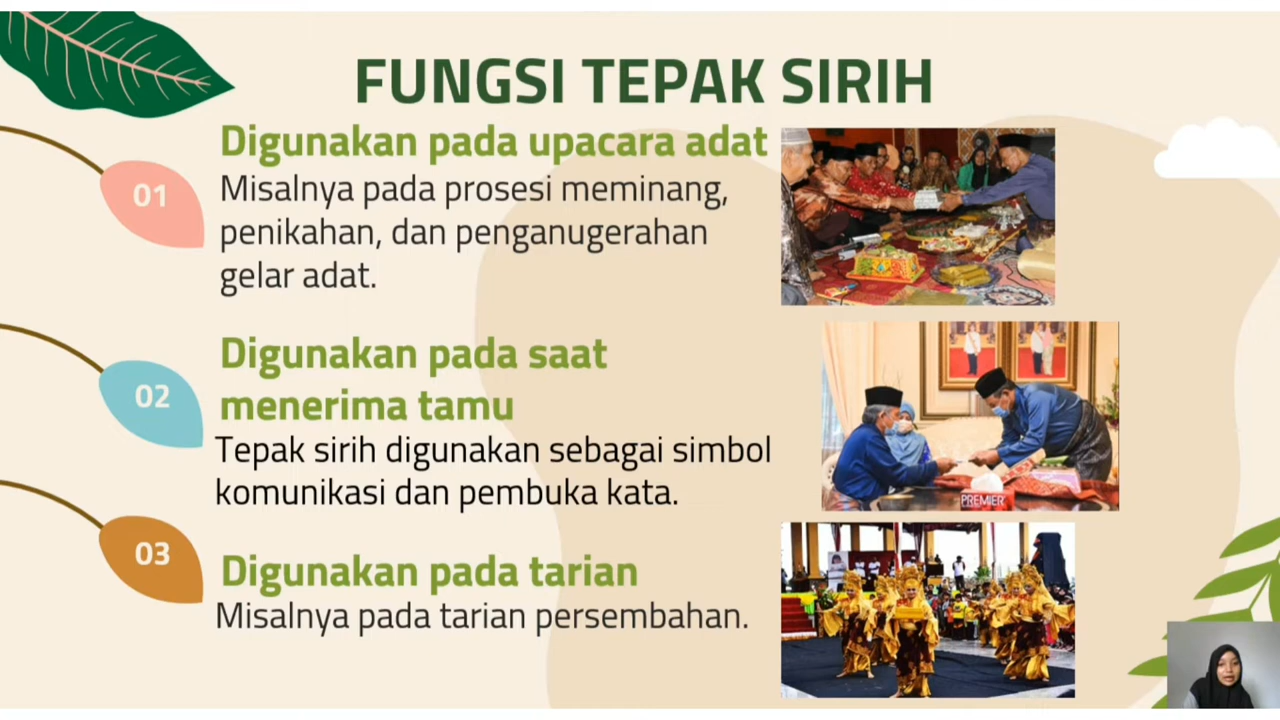 FUNGSI TEPAK SIRIH
01
Digunakan pada upacara adat
Misalnya pada prosesi meminang,
penikahan, dan penganugerahan
gelar adat.
02
Digunakan pada saat
menerima tamu
Tepak sirih digunakan sebagai simbol
komunikasi dan pembuka kata.
PREMIER
03
Digunakan pada tarian
Misalnya pada tarian persembahan.